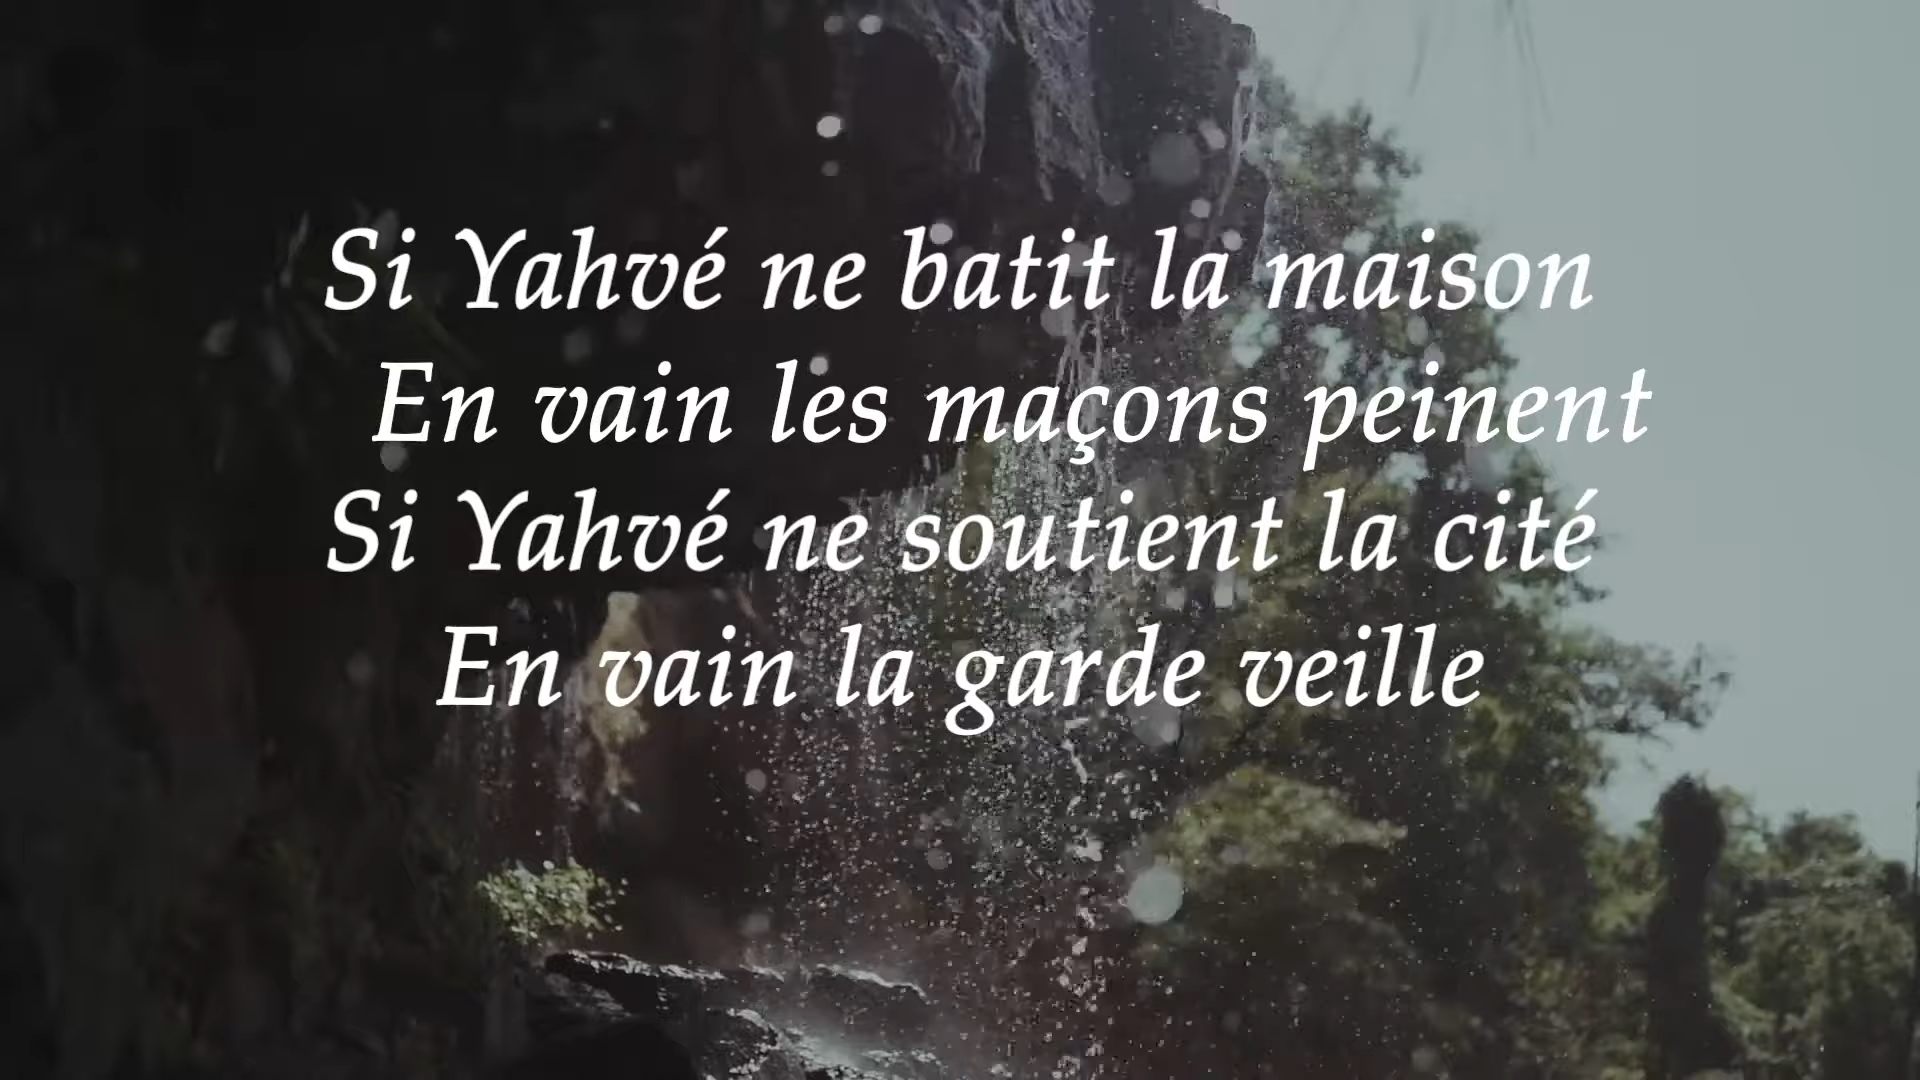 Si Yahvé ne batit la maison
En vain les maçons peinent
Si Yahvé ne soutient la cité
En vain la garde veille